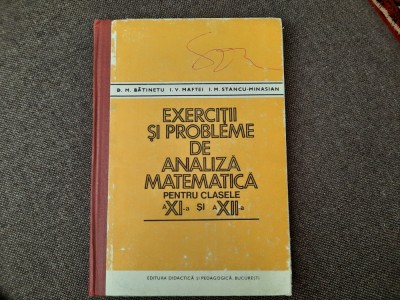 D. M. BĂTINEȚU I. V. MAFTEI I. M. STANCU-MINASIAN
EXERCIȚII
ȘI PROBLEME
DE
ANALIZĂ
MATEMATICĂ
PENTRU CLASELE
A XI-a ȘI A XII-a
EDITURA DIDACTICĂ ȘI PEDAGOGICĂ, BUCUREȘTI